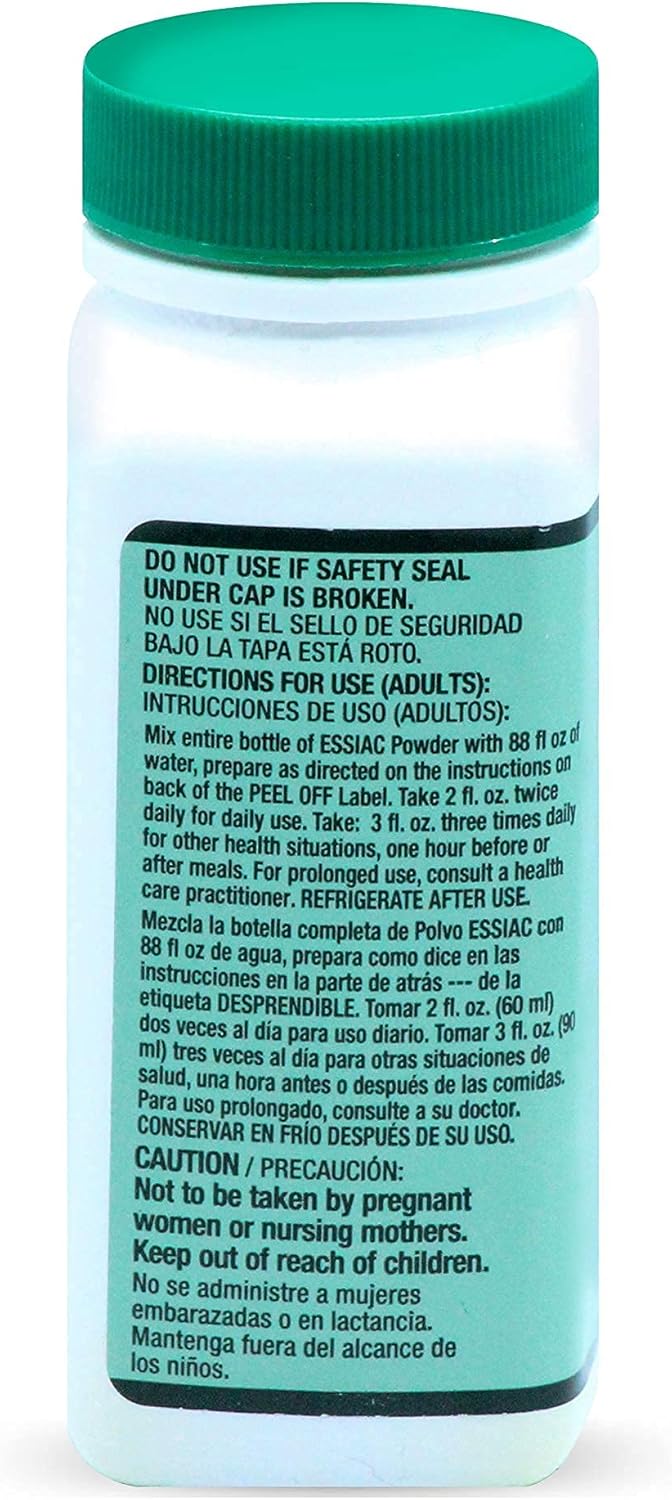 DO NOT USE IF SAFETY SEAL
UNDER CAP IS BROKEN.
NO USE SI EL SELLO DE SEGURIDAD
BAJO LA TAPA ESTÁ ROTO.
DIRECTIONS FOR USE (ADULTS):
INTRUCCIONES DE USO (ADULTOS):
Mix entire bottle of ESSIAC Powder with 88 fl oz of
water, prepare as directed on the instructions on
back of the PEEL OFF Label. Take 2 fl. oz. twice
daily for daily use. Take: 3 fl. oz. three times daily
for other health situations, one hour before or
after meals. For prolonged use, consult a health
care practitioner. REFRIGERATE AFTER USE.
Mezcla la botella completa de Polvo ESSIAC con
88 fl oz de agua, prepara como dice en las
instrucciones en la parte de atrás --- de la
etiqueta DESPRENDIBLE. Tomar 2 fl. oz. (60 ml)
dos veces al día para uso diario. Tomar 3 fl. oz. (90
ml) tres veces al día para otras situaciones de
salud, una hora antes o después de las comidas.
Para uso prolongado, consulte a su doctor.
CONSERVAR EN FRÍO DESPUÉS DE SU USO.
CAUTION / PRECAUCIÓN:
Not to be taken by pregnant
women or nursing mothers.
Keep out of reach of children.
No se administre a mujeres
embarazadas o en lactancia.
Mantenga fuera del alcance de
los niños.